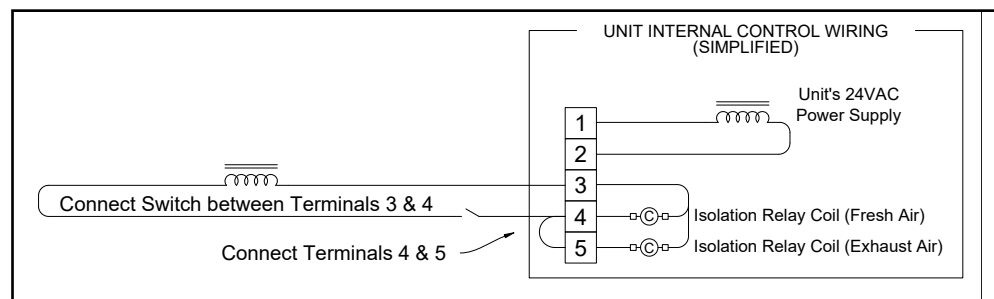 UNIT INTERNAL CONTROL WIRING
(SIMPLIFIED)
Unit's 24VAC
Power Supply
1
2
3
4
5
Connect Switch between Terminals 3 & 4
C
Isolation Relay Coil (Fresh Air)
Connect Terminals 4 & 5
C
Isolation Relay Coil (Exhaust Air)